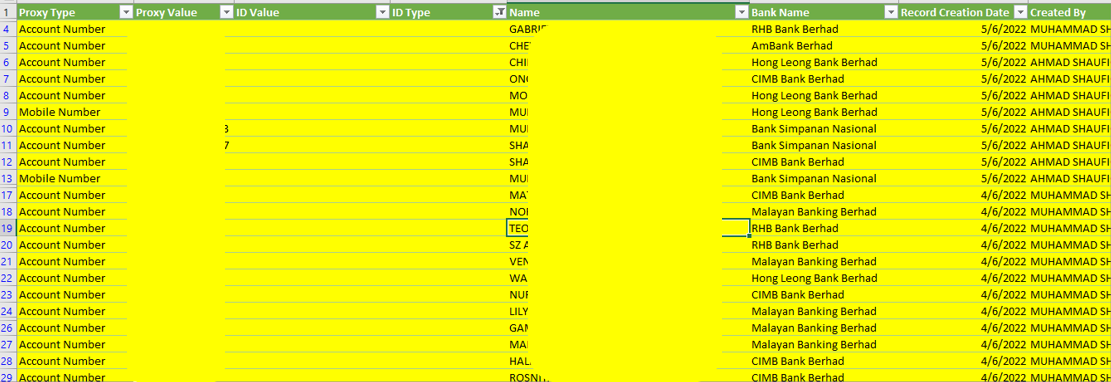 1 Proxy Type Proxy Value ID Value ID Type Name Bank Name Record Creation Date Created By
4 Account Number GABRIE RHB Bank Berhad 5/6/2022 MUHAMMAD SH
5 Account Number CHE AmBank Berhad 5/6/2022 MUHAMMAD SH
6 Account Number CHI Hong Leong Bank Berhad 5/6/2022 AHMAD SHAUFI
7 Account Number ON CIMB Bank Berhad 5/6/2022 AHMAD SHAUFI
8 Account Number MO Hong Leong Bank Berhad 5/6/2022 AHMAD SHAUFI
9 Mobile Number MU Hong Leong Bank Berhad 5/6/2022 AHMAD SHAUFI
10 Account Number 3 MU Bank Simpanan Nasional 5/6/2022 AHMAD SHAUFI
11 Account Number 7 SHA Bank Simpanan Nasional 5/6/2022 AHMAD SHAUFI
12 Account Number SHA CIMB Bank Berhad 5/6/2022 AHMAD SHAUFI
13 Mobile Number MU Bank Simpanan Nasional 5/6/2022 AHMAD SHAUFI
17 Account Number MA CIMB Bank Berhad 4/6/2022 MUHAMMAD SH
18 Account Number NO Malayan Banking Berhad 4/6/2022 MUHAMMAD SH
19 Account Number TEO RHB Bank Berhad 4/6/2022 MUHAMMAD SH
20 Account Number SZ A RHB Bank Berhad 4/6/2022 MUHAMMAD SH
21 Account Number VEN Malayan Banking Berhad 4/6/2022 MUHAMMAD SH
22 Account Number WA Hong Leong Bank Berhad 4/6/2022 MUHAMMAD SH
23 Account Number NUR CIMB Bank Berhad 4/6/2022 MUHAMMAD SH
24 Account Number LILY Malayan Banking Berhad 4/6/2022 MUHAMMAD SH
26 Account Number GAN Malayan Banking Berhad 4/6/2022 MUHAMMAD SH
27 Account Number MA Malayan Banking Berhad 4/6/2022 MUHAMMAD SH
28 Account Number HAL CIMB Bank Berhad 4/6/2022 MUHAMMAD SH
29 Account Number ROSNI CIMB Bank Berhad 4/6/2022 MUHAMMAD SH